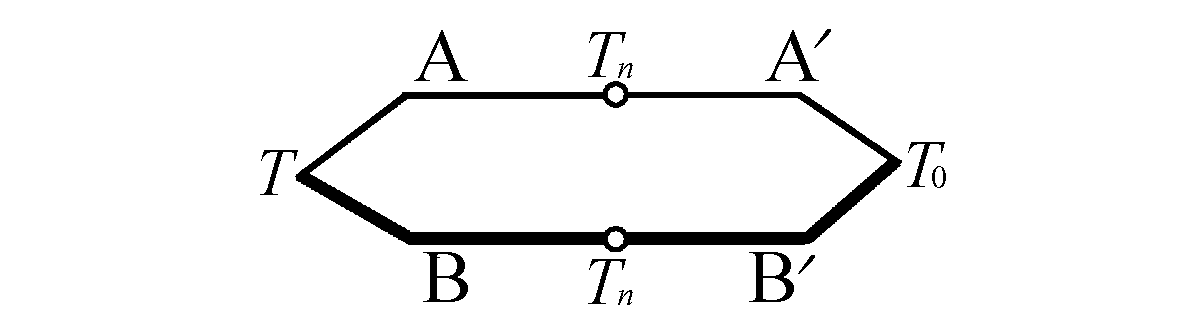 A Tₙ A′
T T₀
B Tₙ B′